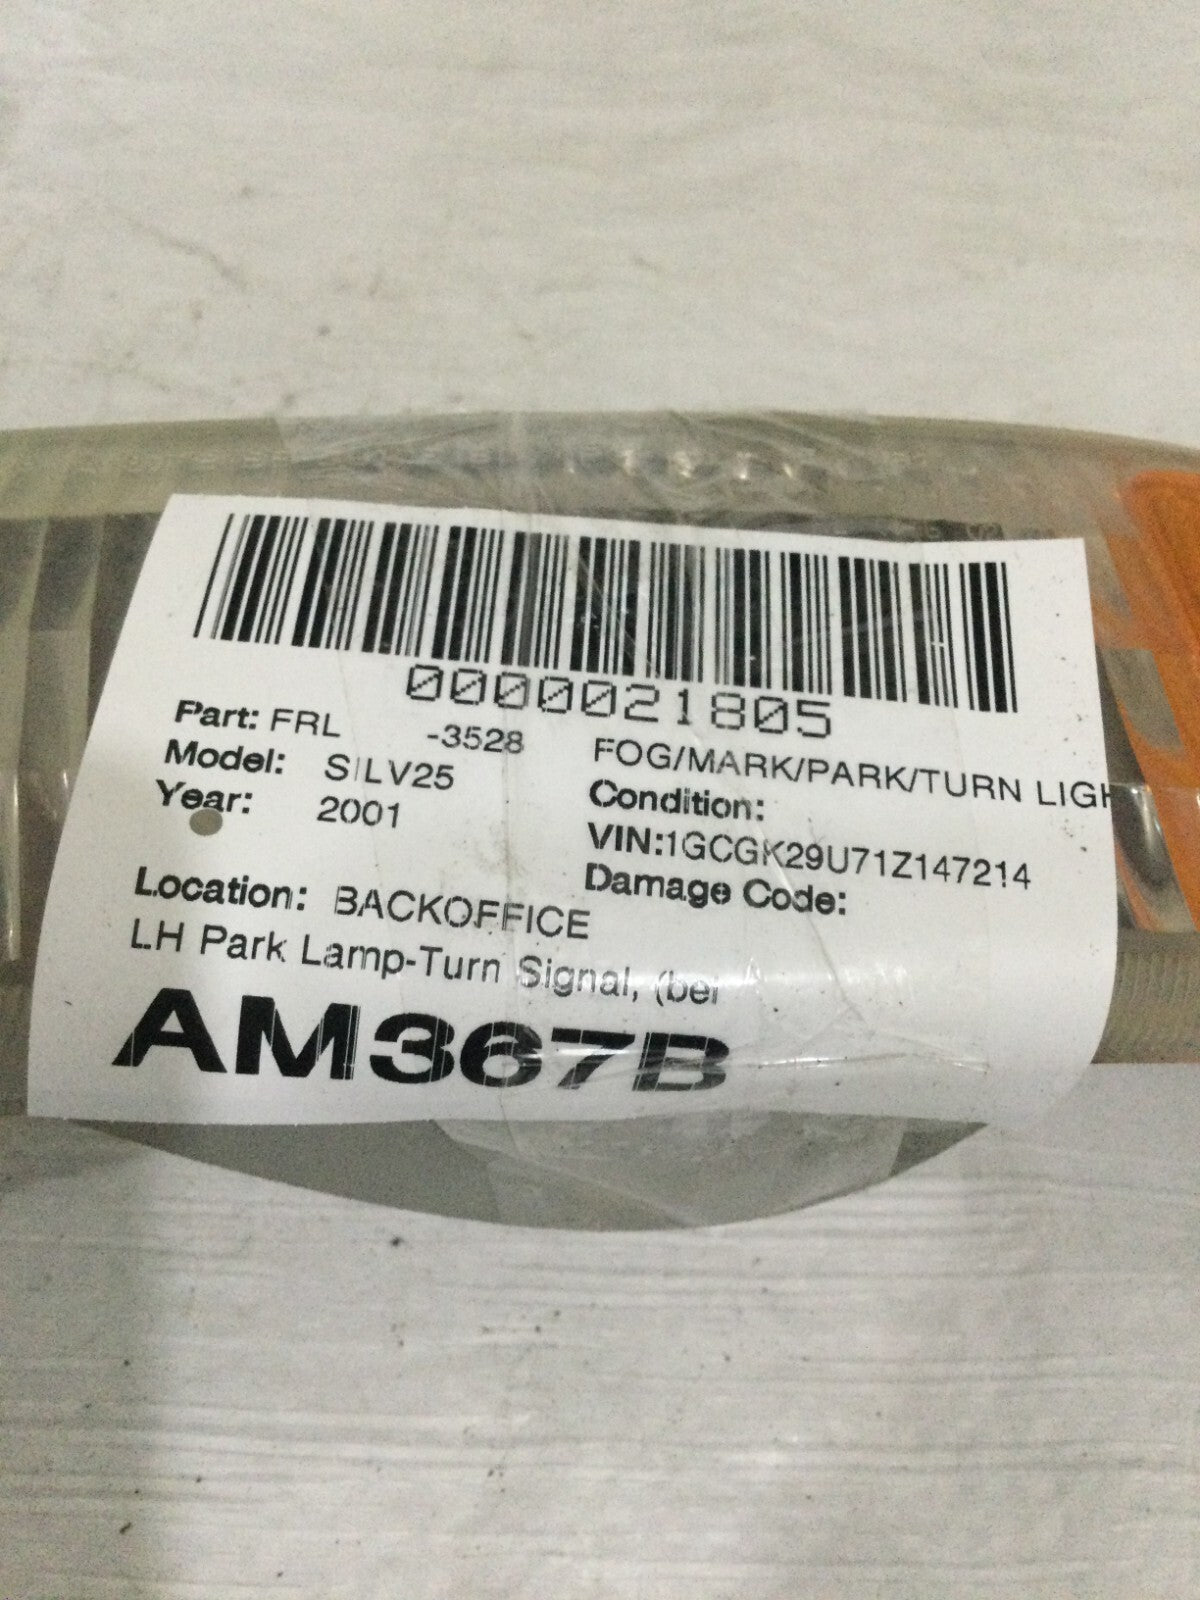 0000021805
Part: FRL -3528 FOG/MARK/PARK/TURN LIGH
Model: SILV25 Condition:
Year: 2001 VIN:1GCGK29U71Z147214
Damage Code:
Location: BACKOFFICE
LH Park Lamp-Turn Signal, (bel
AM367B